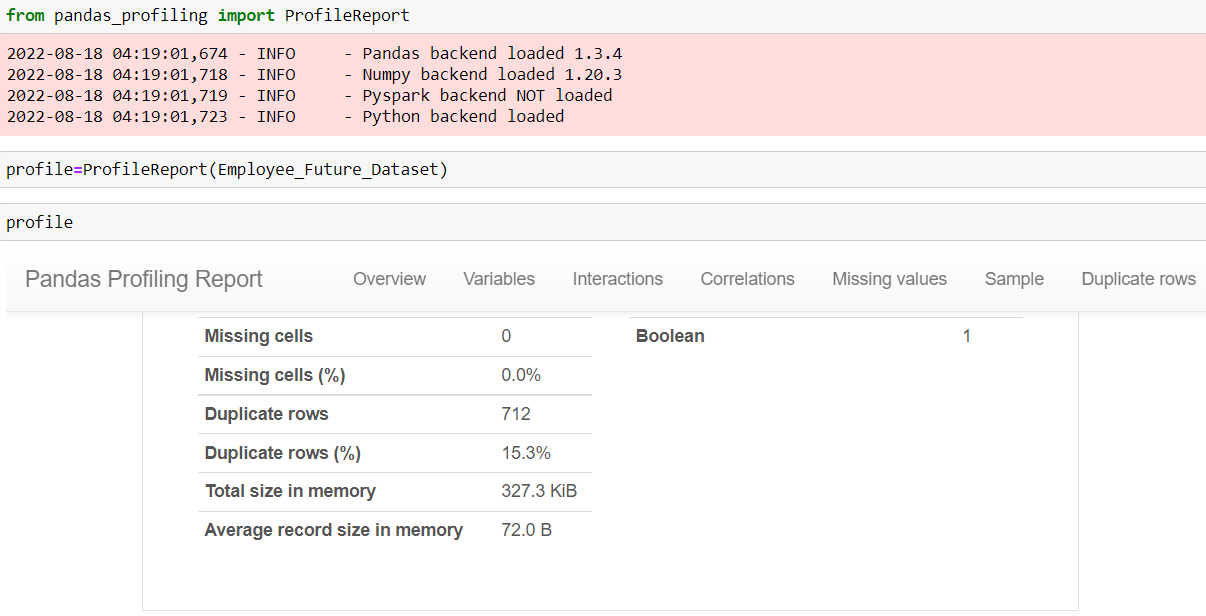 from pandas_profiling import ProfileReport
2022-08-18 04:19:01,674 - INFO     - Pandas backend loaded 1.3.4
2022-08-18 04:19:01,718 - INFO     - Numpy backend loaded 1.20.3
2022-08-18 04:19:01,719 - INFO     - Pyspark backend NOT loaded
2022-08-18 04:19:01,723 - INFO     - Python backend loaded
profile=ProfileReport(Employee_Future_Dataset)
profile
Pandas Profiling Report Overview Variables Interactions Correlations Missing values Sample Duplicate rows
Missing cells 0 Boolean 1
Missing cells (%) 0.0%
Duplicate rows 712
Duplicate rows (%) 15.3%
Total size in memory 327.3 KiB
Average record size in memory 72.0 B